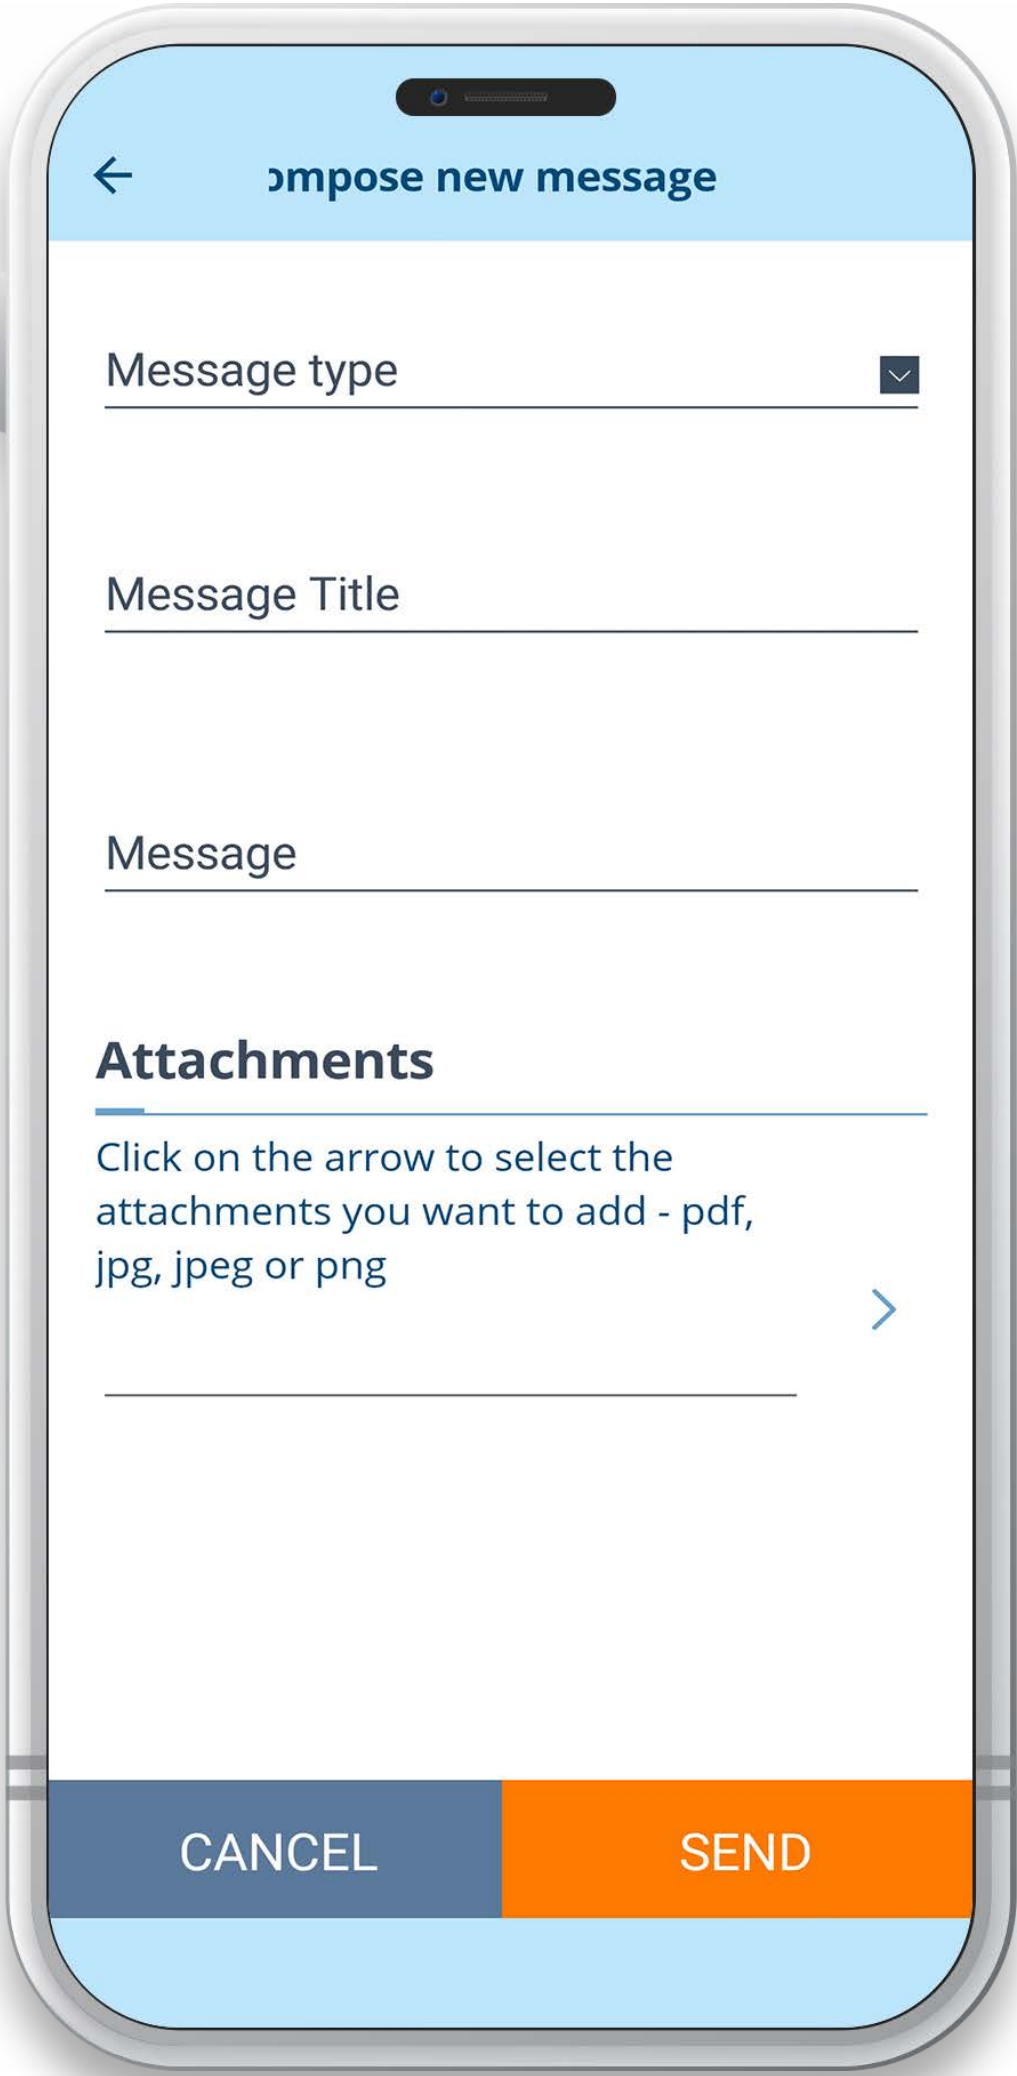 ompose new message
Message type
Message Title
Message
Attachments
Click on the arrow to select the
attachments you want to add - pdf,
jpg, jpeg or png
CANCEL
SEND